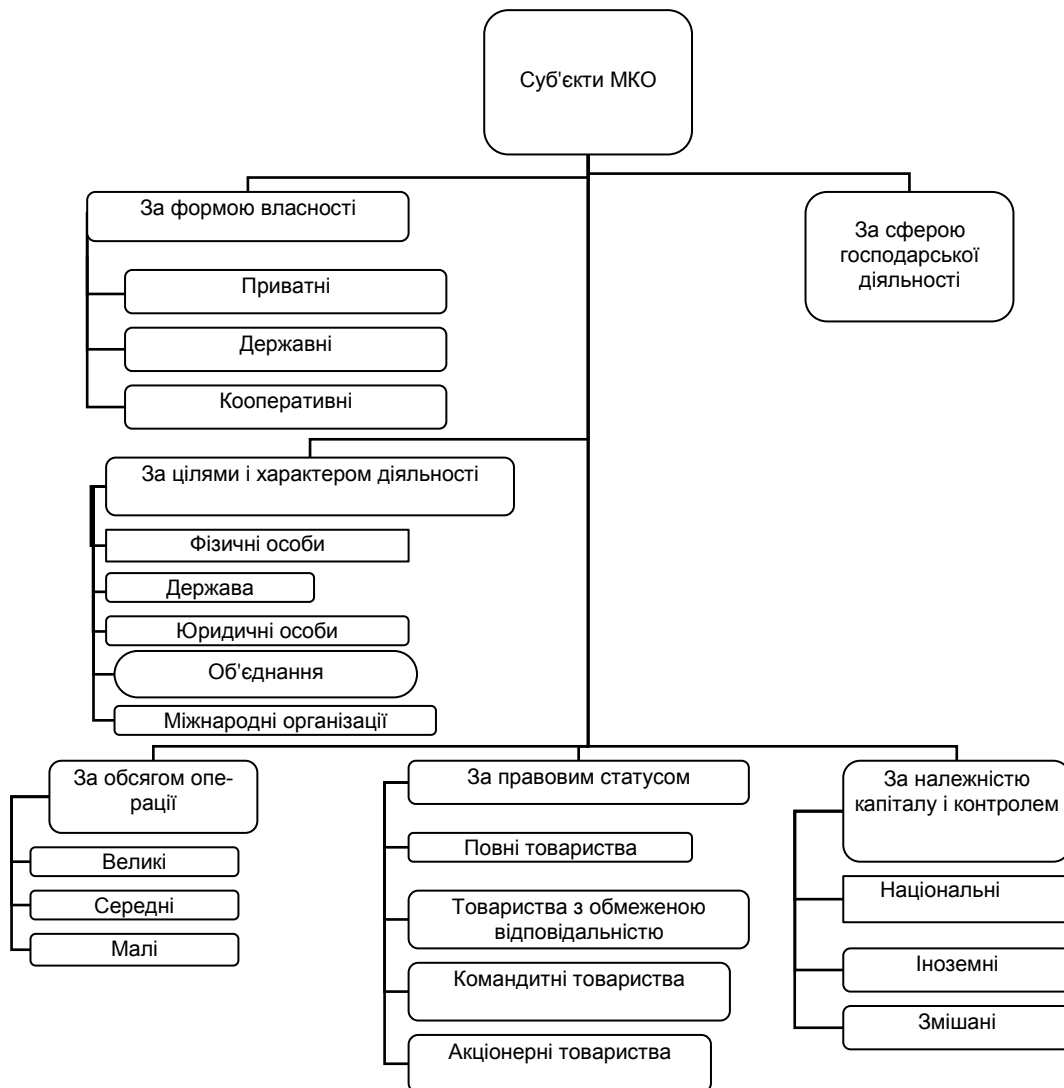 Суб'єкти МКО
За формою власності
Приватні
Державні
Кооперативні
За сферою
господарської
діяльності
За цілями і характером діяльності
Фізичні особи
Держава
Юридичні особи
Об'єднання
Міжнародні організації
За обсягом опе-
рації
Великі
Середні
Малі
За правовим статусом
Повні товариства
Товариства з обмеженою
відповідальністю
Командитні товариства
Акціонерні товариства
За належністю
капіталу і контролем
Національні
Іноземні
Змішані